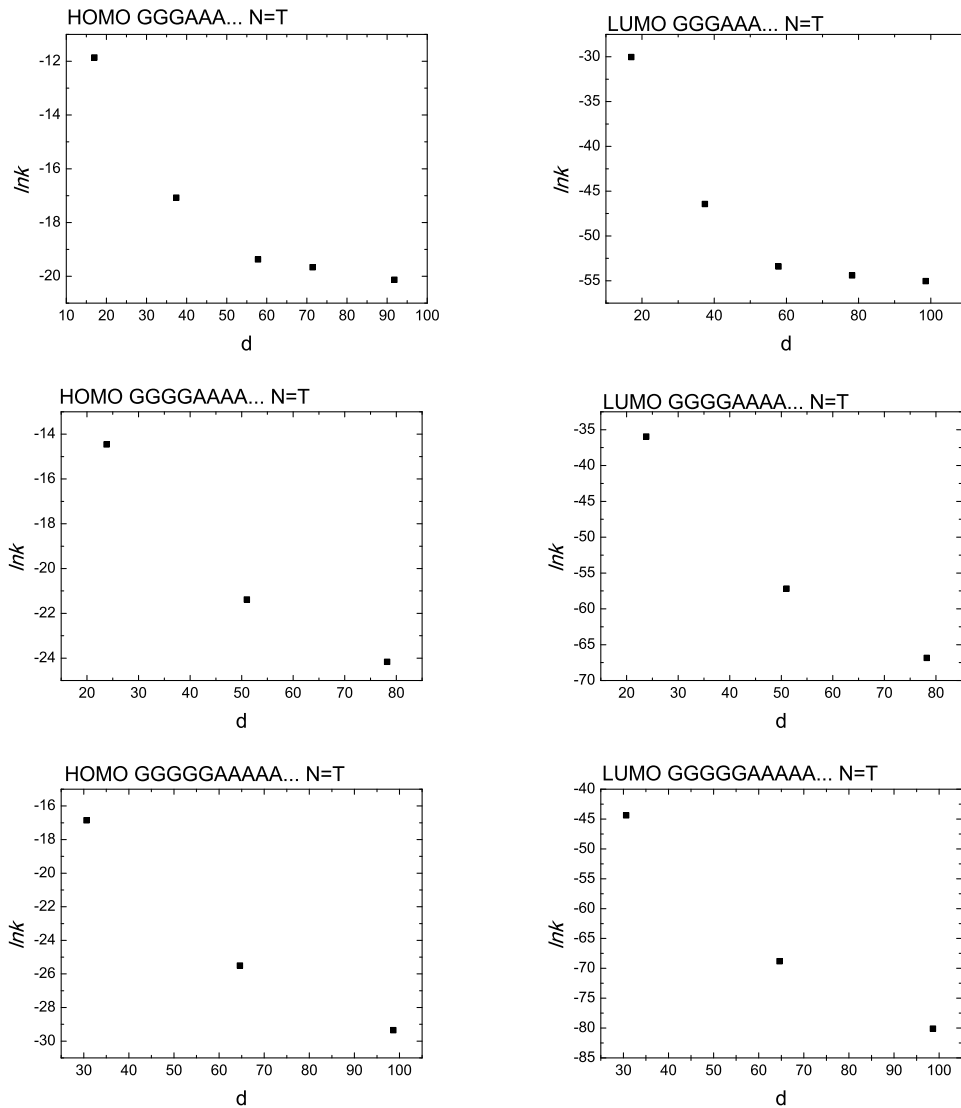 HOMO GGGAAA... N=T
-12
-14
-16
-18
-20
lnk
10 20 30 40 50 60 70 80 90 100
d
LUMO GGGAAA... N=T
-30
-35
-40
-45
-50
-55
lnk
20 40 60 80 100
d
HOMO GGGGAAAA... N=T
-14
-16
-18
-20
-22
-24
lnk
20 30 40 50 60 70 80
d
LUMO GGGGAAAA... N=T
-35
-40
-45
-50
-55
-60
-65
-70
lnk
20 30 40 50 60 70 80
d
HOMO GGGGGAAAAA... N=T
-16
-18
-20
-22
-24
-26
-28
-30
lnk
30 40 50 60 70 80 90 100
d
LUMO GGGGGAAAAA... N=T
-40
-45
-50
-55
-60
-65
-70
-75
-80
-85
lnk
30 40 50 60 70 80 90 100
d